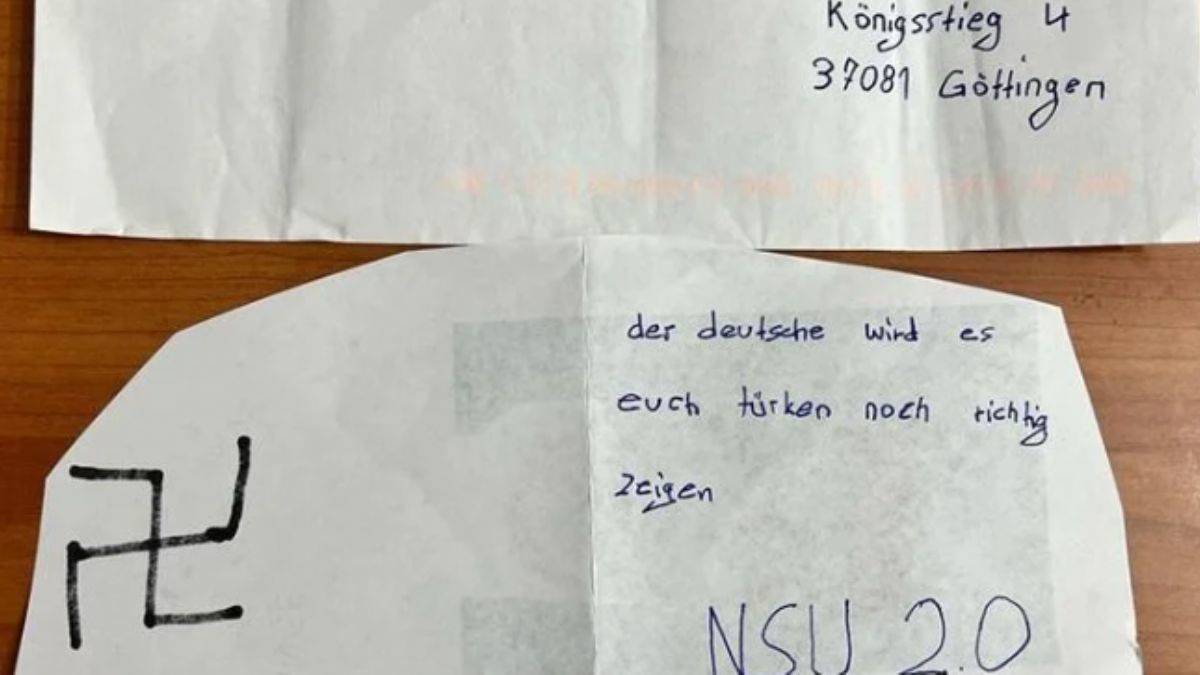 Königsstieg 4
37081 Göttingen
der deutsche wird es
euch türken noch richtig
zeigen
NSU 2.0